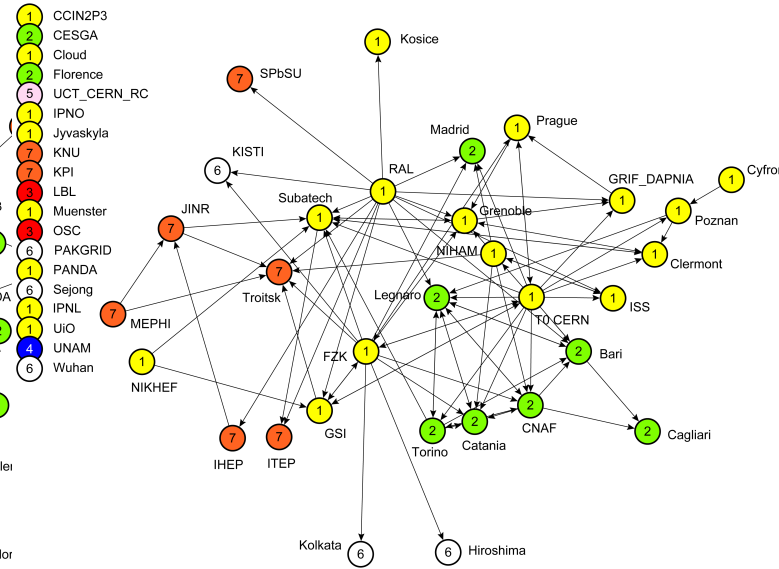 1 CCIN2P3
2 CESGA
1 Cloud
2 Florence
5 UCT_CERN_RC
1 IPNO
1 Jyvaskyla
7 KNU
7 KPI
3 LBL
1 Muenster
3 OSC
6 PAKGRID
1 PANDA
6 Sejong
1 IPNL
1 UiO
4 UNAM
6 Wuhan
1 Kosice
7 SPbSU
Madrid
2
1 Prague
KISTI
6
RAL
1
GRIF_DAPNIA
1
1 Cyfro
JINR
7
Subatech
1
1 Grenoble
1 Poznan
NIHAM 1
1 Clermont
7
Troitsk
Legnaro 2
1
T0 CERN
1 ISS
7 MEPHI
FZK 1
2 Bari
1
NIKHEF
1
GSI
7
IHEP
7
ITEP
2
Torino
2
Catania
2
CNAF
2 Cagliari
Kolkata 6
6 Hiroshima
DA